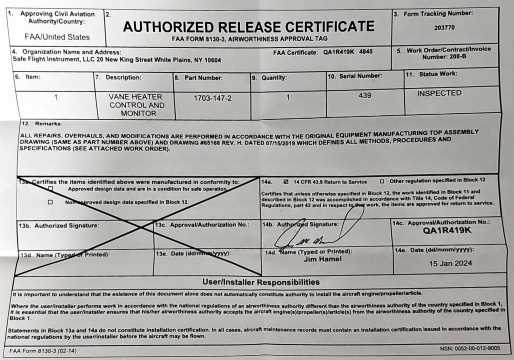 1. Approving Civil Aviation Authority/Country:
FAA/United States
2.
AUTHORIZED RELEASE CERTIFICATE
FAA FORM 8130-3, AIRWORTHINESS APPROVAL TAG
3. Form Tracking Number:
203770
4. Organization Name and Address:
Safe Flight Instrument, LLC 20 New King Street White Plains, NY 10604
FAA Certificate: QA1R419K 4845
5. Work Order/Contract/Invoice Number: 208-B
6. Item:
7. Description:
8. Part Number:
9. Quantity:
10. Serial Number:
11. Status Work:
1
VANE HEATER CONTROL AND MONITOR
1703-147-2
1
439
INSPECTED
12. Remarks:
ALL REPAIRS, OVERHAULS, AND MODIFICATIONS ARE PERFORMED IN ACCORDANCE WITH THE ORIGINAL EQUIPMENT MANUFACTURING TOP ASSEMBLY
DRAWING (SAME AS PART NUMBER ABOVE) AND DRAWING #65168 REV. H. DATED 07/15/2019 WHICH DEFINES ALL METHODS, PROCEDURES AND
SPECIFICATIONS (SEE ATTACHED WORK ORDER).
13a. Certifies the items identified above were manufactured in conformity to:
Approved design data and are in a condition for safe operation.
Non-approved design data specified in Block 12.
14a. 14 CFR 43.9 Return to Service
Other regulation specified in Block 12
Certifies that unless otherwise specified in Block 12, the work identified in Block 11 and
described in Block 12 was accomplished in accordance with Title 14, Code of Federal
Regulations, part 43 and in respect to that work, the items are approved for return to service.
13b. Authorized Signature:
13c. Approval/Authorization No.:
14b. Authorized Signature:
14c. Approval/Authorization No.:
QA1R419K
13d. Name (Typed or Printed):
13e. Date (dd/mmm/yyyy):
14d. Name (Typed or Printed):
Jim Hamel
14e. Date (dd/mmm/yyyy):
15 Jan 2024
User/Installer Responsibilities
It is important to understand that the existence of this document alone does not automatically constitute authority to install the aircraft engine/propeller/article.
Where the user/installer performs work in accordance with the national regulations of an airworthiness authority different than the airworthiness authority of the country specified in Block 1,
it is essential that the user/installer ensures that his/her airworthiness authority accepts the aircraft engine(s)/propeller(s)/article(s) from the airworthiness authority of the country specified in
Block 1.
Statements in Block 13a and 14a do not constitute installation certification. In all cases, aircraft maintenance records must contain an installation certification issued in accordance with the
national regulations by the user/installer before the aircraft may be flown.
FAA Form 8130-3 (02-14)
NSN: 0052-00-012-9005